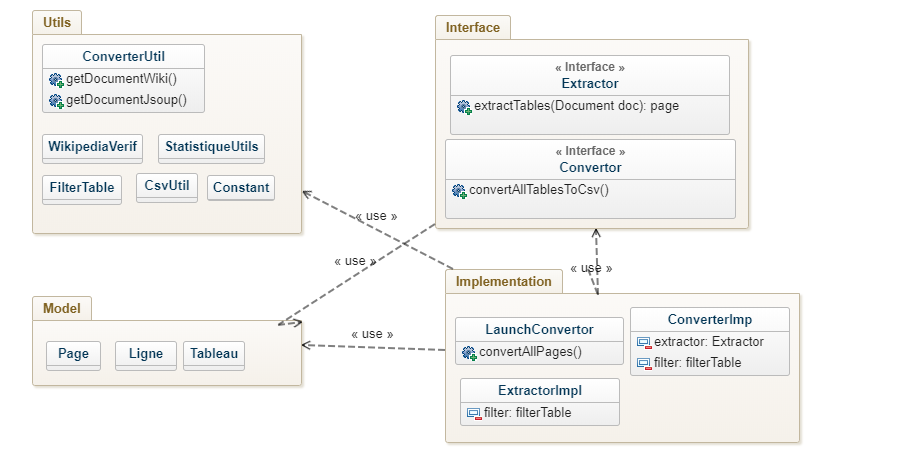 Utils
ConverterUtil
getDocumentWiki()
getDocumentJsoup()
WikipediaVerif
StatistiqueUtils
FilterTable
CsvUtil
Constant
Interface
« Interface »
Extractor
extractTables(Document doc): page
« Interface »
Convertor
convertAllTablesToCsv()
« use »
« use »
« use »
« use »
Model
Page
Ligne
Tableau
Implementation
LaunchConvertor
convertAllPages()
ConverterImp
extractor: Extractor
filter: filterTable
ExtractorImpl
filter: filterTable